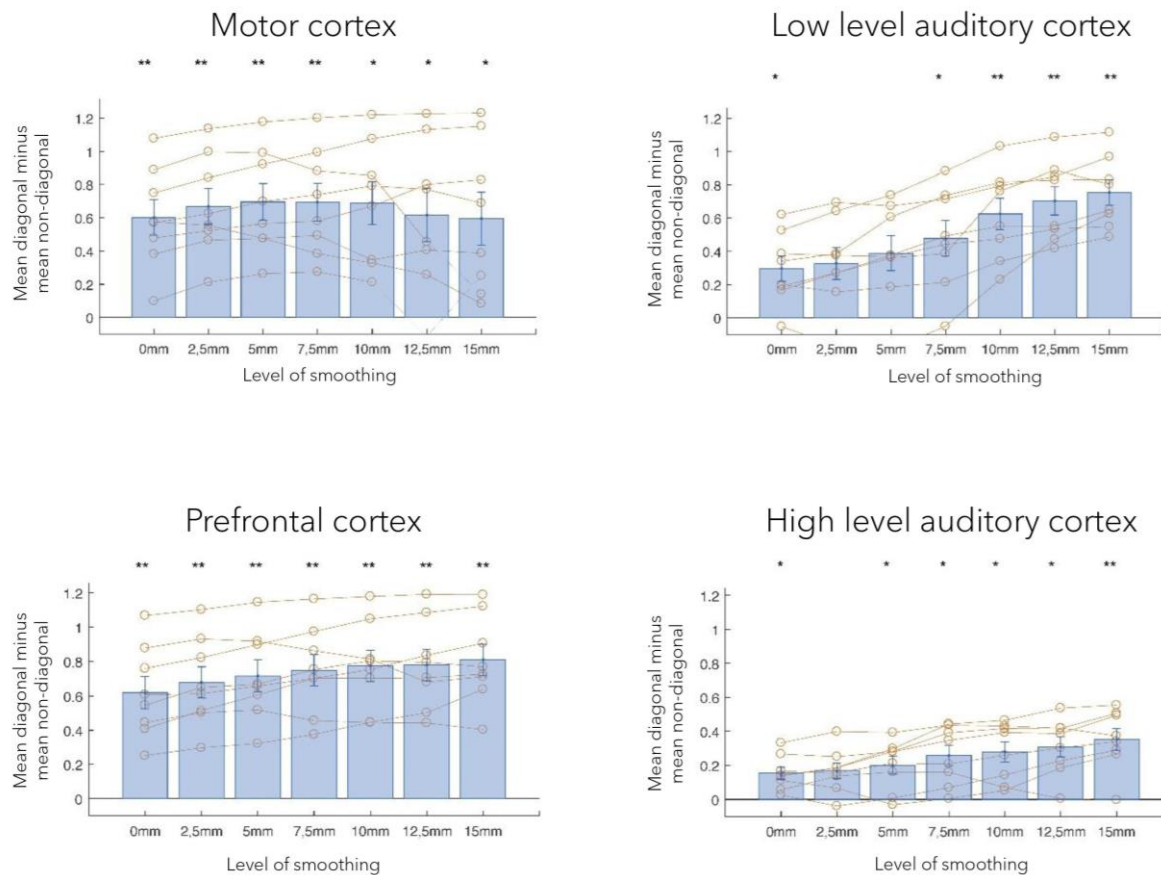 Motor cortex
** ** ** ** * * *
Mean diagonal minus
mean non-diagonal
1.2
1
0.8
0.6
0.4
0.2
0
0mm 2,5mm 5mm 7,5mm 10mm 12,5mm 15mm
Level of smoothing
Low level auditory cortex
* * ** ** **
Mean diagonal minus
mean non-diagonal
1.2
1
0.8
0.6
0.4
0.2
0
0mm 2,5mm 5mm 7,5mm 10mm 12,5mm 15mm
Level of smoothing
Prefrontal cortex
** ** ** ** ** ** **
Mean diagonal minus
mean non-diagonal
1.2
1
0.8
0.6
0.4
0.2
0
0mm 2,5mm 5mm 7,5mm 10mm 12,5mm 15mm
Level of smoothing
High level auditory cortex
* * * * * **
Mean diagonal minus
mean non-diagonal
1.2
1
0.8
0.6
0.4
0.2
0
0mm 2,5mm 5mm 7,5mm 10mm 12,5mm 15mm
Level of smoothing